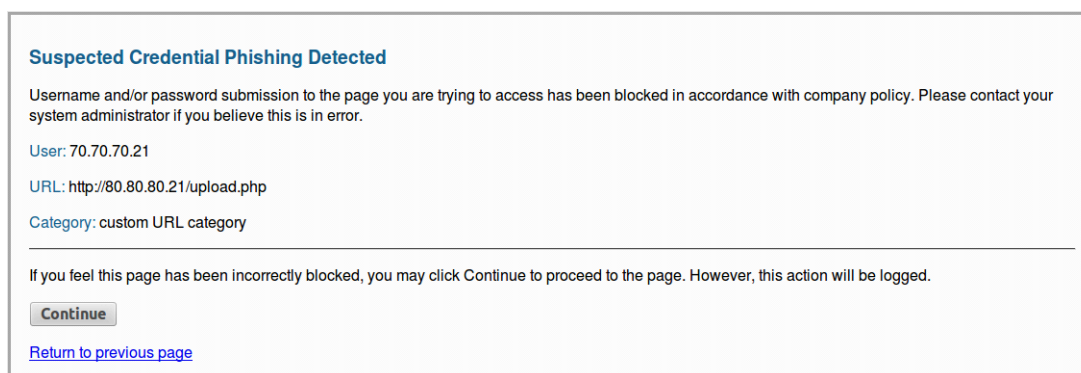 Suspected Credential Phishing Detected
Username and/or password submission to the page you are trying to access has been blocked in accordance with company policy. Please contact your
system administrator if you believe this is in error.
User: 70.70.70.21
URL: http://80.80.80.21/upload.php
Category: custom URL category
If you feel this page has been incorrectly blocked, you may click Continue to proceed to the page. However, this action will be logged.
Continue
Return to previous page